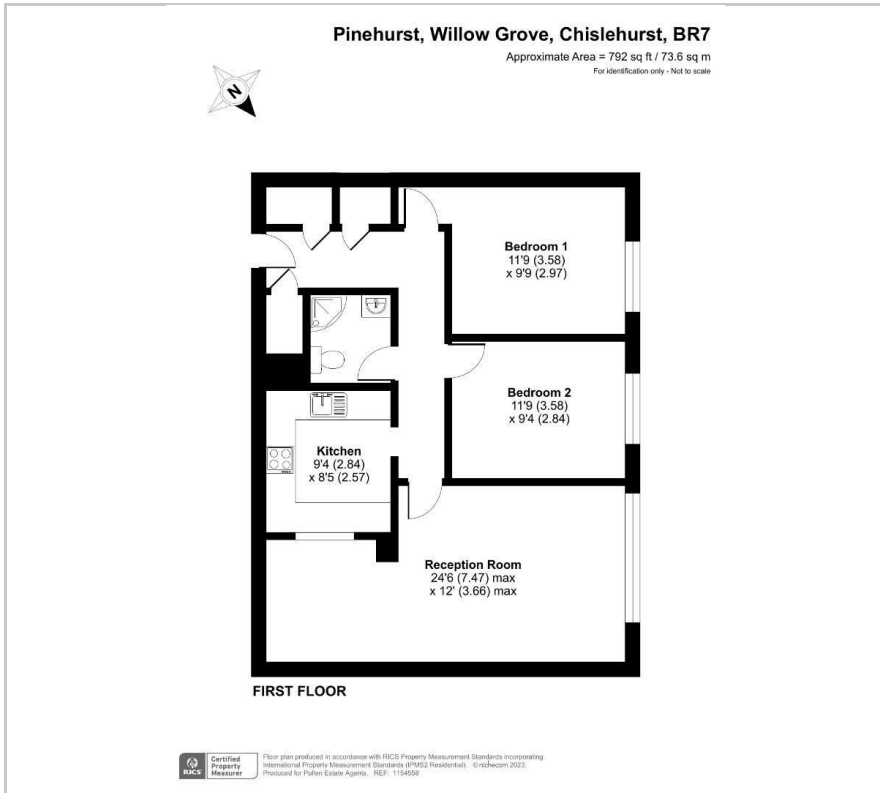 Pinehurst, Willow Grove, Chislehurst, BR7
Approximate Area = 792 sq ft / 73.6 sq m
For identification only - Not to scale
N
Bedroom 1
11'9 (3.58)
x 9'9 (2.97)
Bedroom 2
11'9 (3.58)
x 9'4 (2.84)
Kitchen
9'4 (2.84)
x 8'5 (2.57)
Reception Room
24'6 (7.47) max
x 12' (3.66) max
FIRST FLOOR
RICS
Certified
Property
Measurer
Floor plan produced in accordance with RICS Property Measurement Standards incorporating
International Property Measurement Standards (IPMS2 Residential). © nichecom 2023.
Produced for Pullen Estate Agents. REF: 1154558